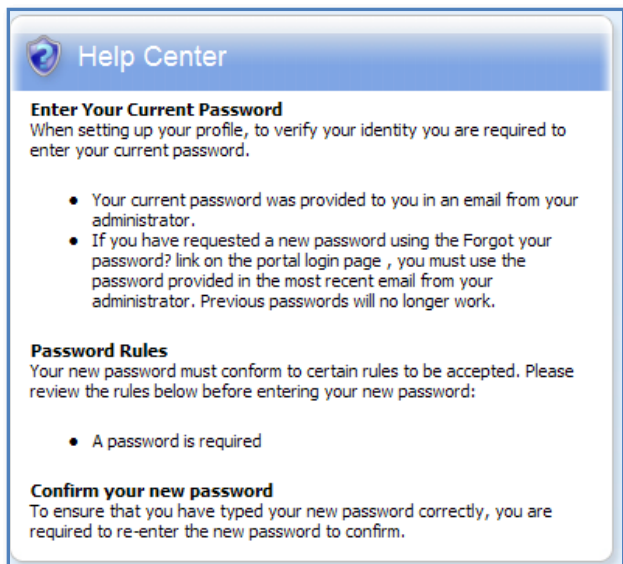 Help Center
Enter Your Current Password
When setting up your profile, to verify your identity you are required to
enter your current password.
● Your current password was provided to you in an email from your
administrator.
● If you have requested a new password using the Forgot your
password? link on the portal login page , you must use the
password provided in the most recent email from your
administrator. Previous passwords will no longer work.
Password Rules
Your new password must conform to certain rules to be accepted. Please
review the rules below before entering your new password:
● A password is required
Confirm your new password
To ensure that you have typed your new password correctly, you are
required to re-enter the new password to confirm.